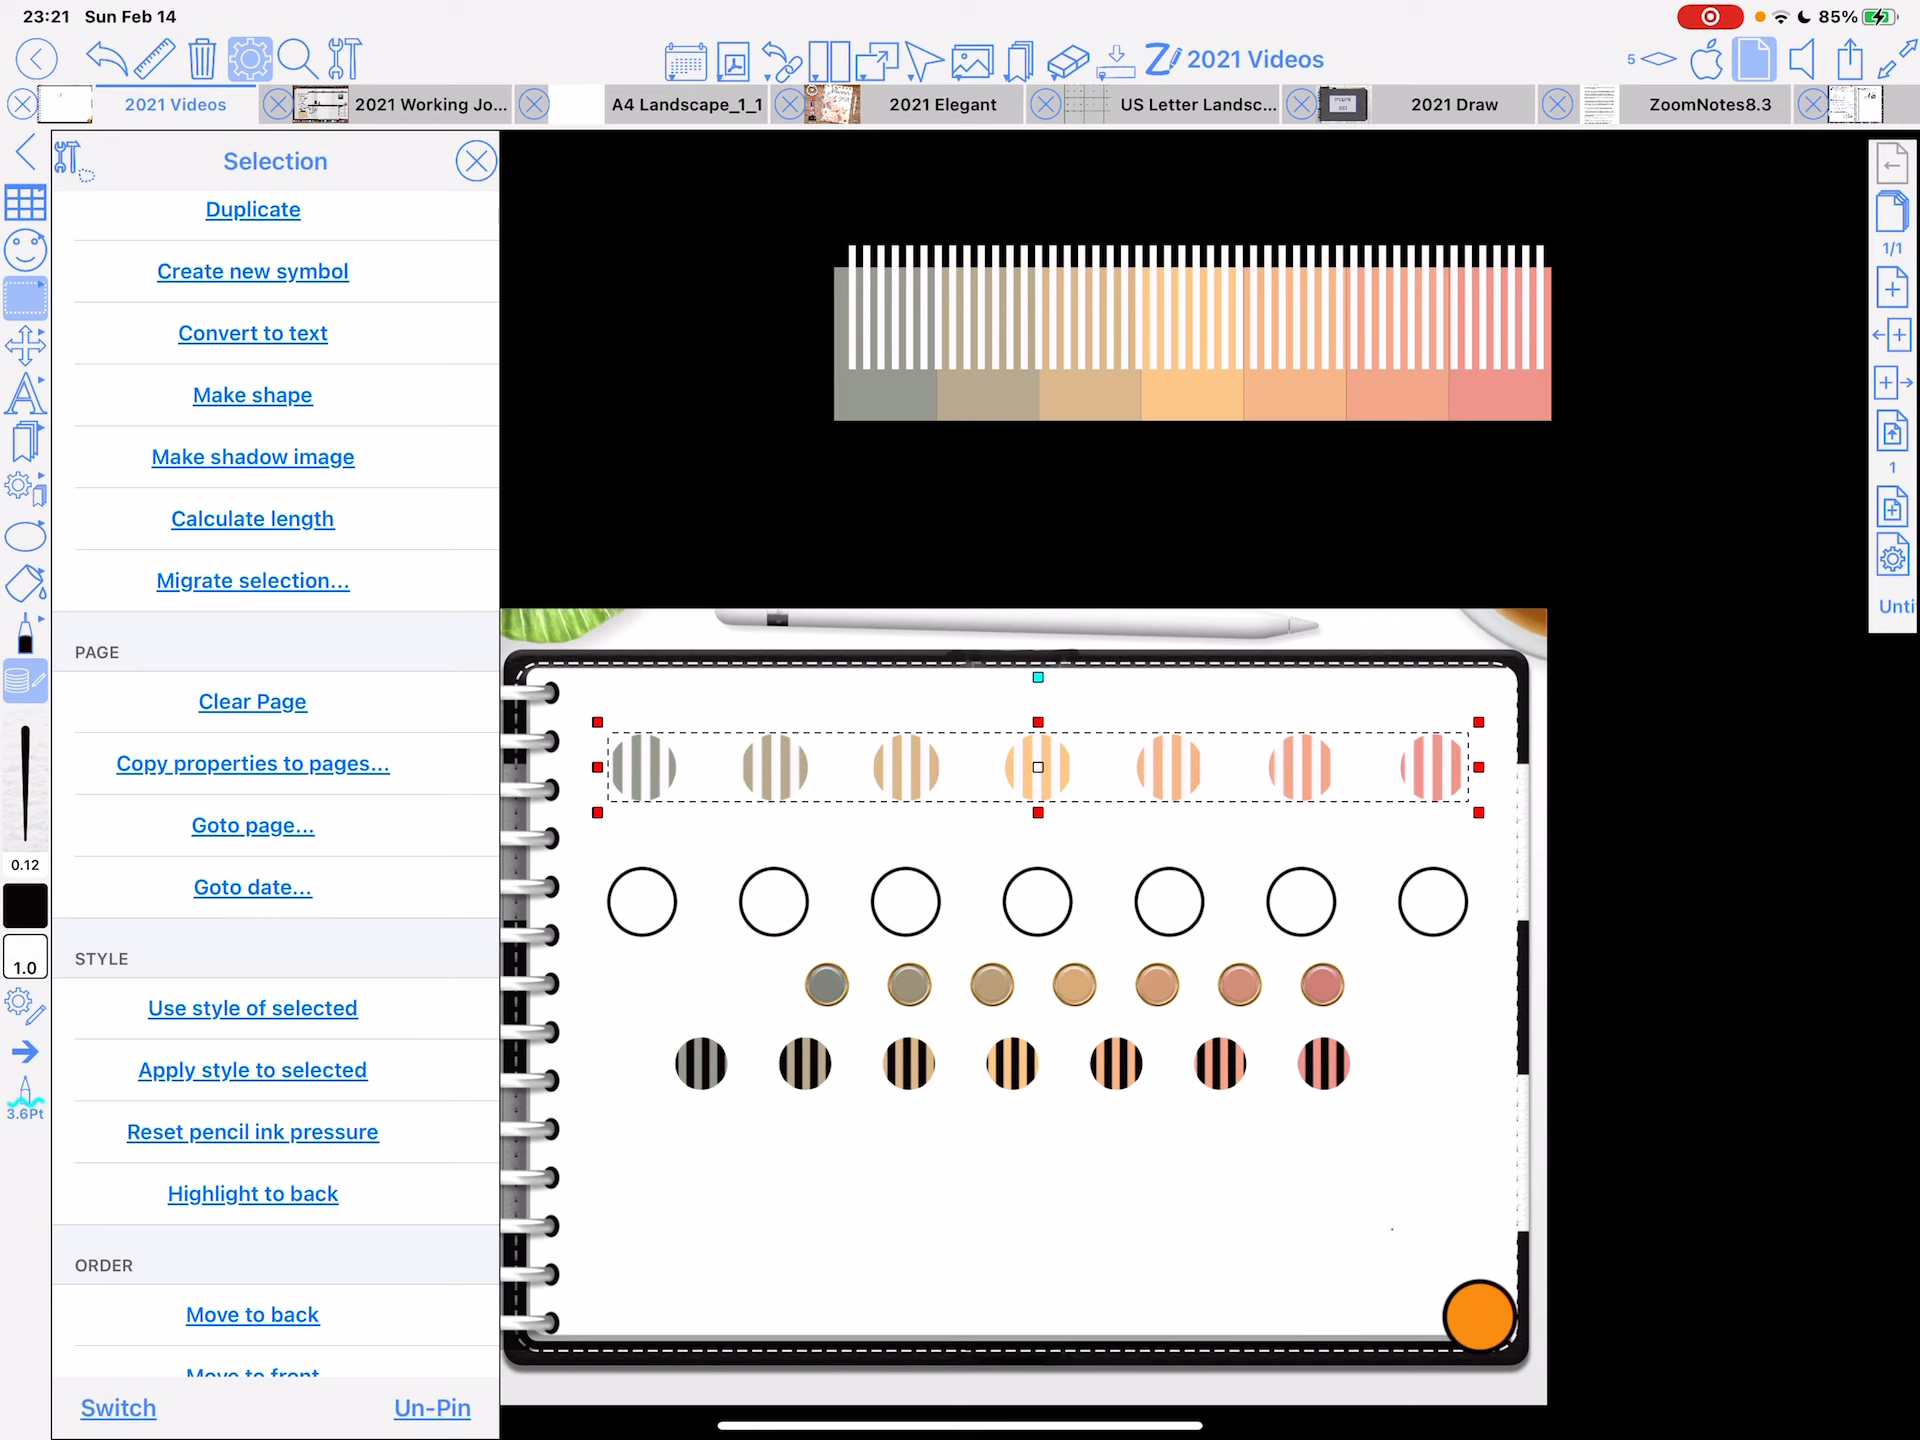 23:21 Sun Feb 14
85%
2021 Videos
5
2021 Videos
2021 Working Jo...
A4 Landscape_1_1
2021 Elegant
US Letter Landsc...
2021 Draw
ZoomNotes8.3
Selection
Duplicate
Create new symbol
Convert to text
Make shape
Make shadow image
Calculate length
Migrate selection...
PAGE
Clear Page
Copy properties to pages...
Goto page...
Goto date...
STYLE
Use style of selected
Apply style to selected
Reset pencil ink pressure
Highlight to back
ORDER
Move to back
Move to front
Switch
Un-Pin
0.12
1.0
3.6Pt
1/1
1
Unti